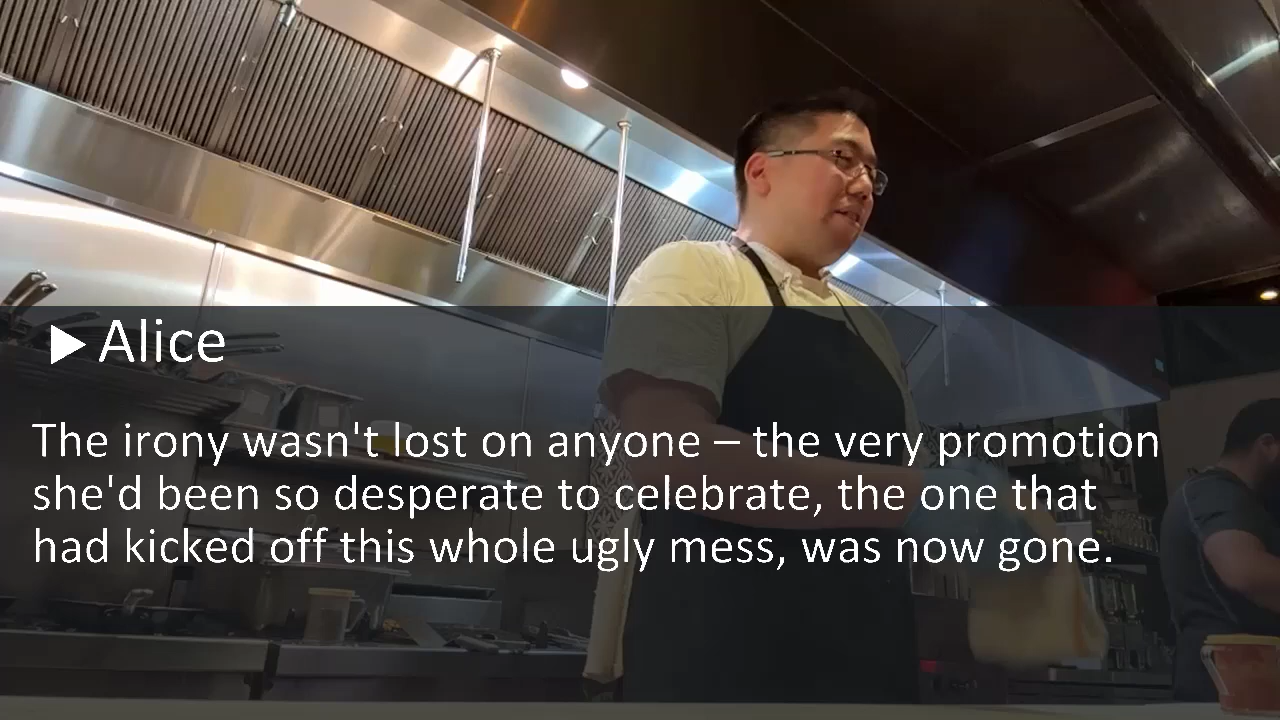 ▶Alice
The irony wasn't lost on anyone – the very promotion
she'd been so desperate to celebrate, the one that
had kicked off this whole ugly mess, was now gone.